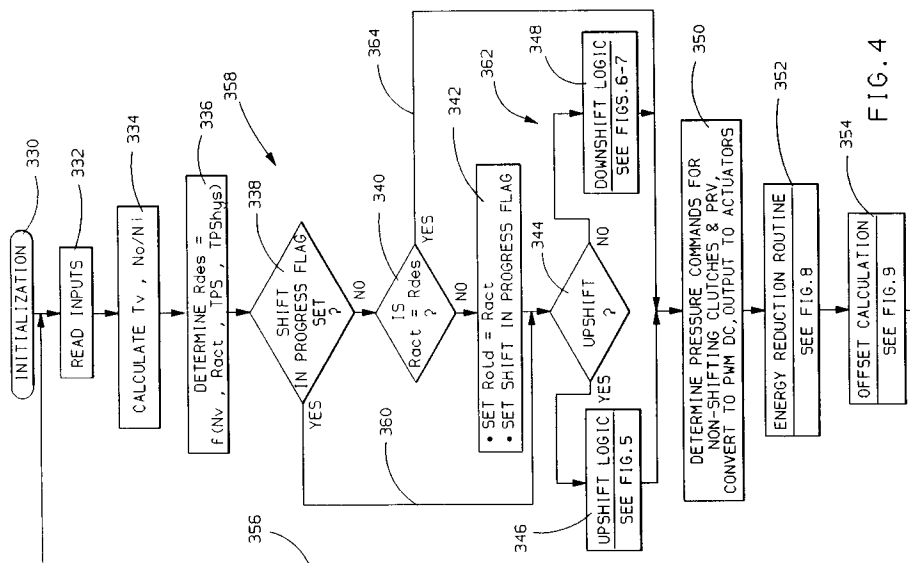 INITIALIZATION
330
READ INPUTS
332
CALCULATE Tv , No/Ni
334
DETERMINE Rdes =
f(Nv , Ract , TPS , TPShys)
336
358
SHIFT
IN PROGRESS FLAG
SET
?
338
YES
NO
IS
Ract = Rdes
?
340
YES
NO
364
360
• SET Rold = Ract
• SET SHIFT IN PROGRESS FLAG
342
362
UPSHIFT
?
344
YES
NO
UPSHIFT LOGIC
SEE FIG.5
346
DOWNSHIFT LOGIC
SEE FIGS.6-7
348
356
DETERMINE PRESSURE COMMANDS FOR
NON-SHIFTING CLUTCHES & PRV,
CONVERT TO PWM DC,OUTPUT TO ACTUATORS
350
ENERGY REDUCTION ROUTINE
SEE FIG.8
352
OFFSET CALCULATION
SEE FIG.9
354
FIG.4